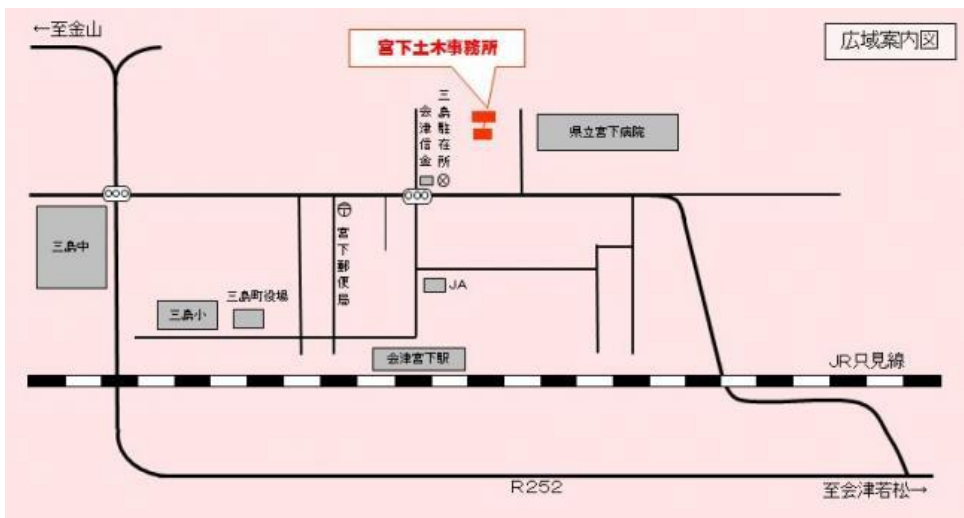 ←至金山
広域案内図
宮下土木事務所
三島駐在所
会津信金
県立宮下病院
三島中
宮下郵便局
三島町役場
三島小
JA
会津宮下駅
JR只見線
R252
至会津若松→